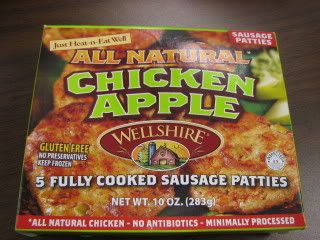 Just Heat-n-Eat Well
SAUSAGE
PATTIES
ALL NATURAL*
CHICKEN
APPLE
WELLSHIRE
GLUTEN FREE
NO PRESERVATIVES
KEEP FROZEN
5 FULLY COOKED SAUSAGE PATTIES
NET WT. 10 OZ. (283g)
*ALL NATURAL CHICKEN - NO ANTIBIOTICS - MINIMALLY PROCESSED